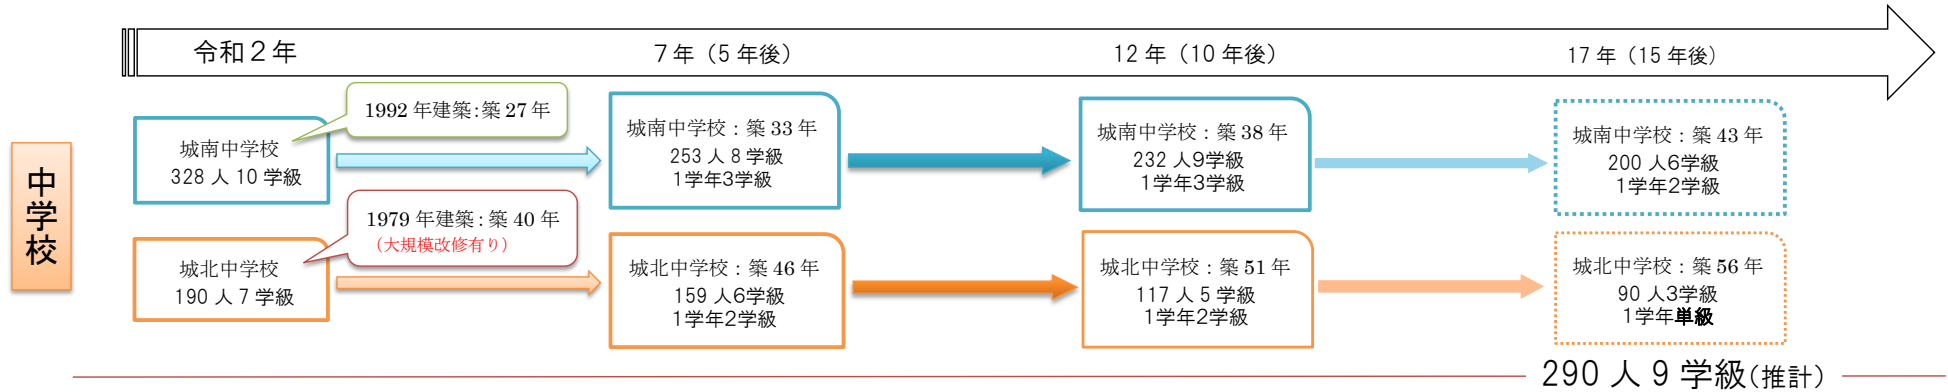 令和２年
７年（５年後）
12 年（10 年後）
17 年（15 年後）
中学校
1992 年建築：築 27 年
城南中学校
328 人 10 学級
城南中学校：築 33 年
253 人 8 学級
1学年3学級
城南中学校：築 38 年
232 人9学級
1学年3学級
城南中学校：築 43 年
200 人6学級
1学年2学級
1979 年建築：築 40 年
（大規模改修有り）
城北中学校
190 人 7 学級
城北中学校：築 46 年
159 人6学級
1学年2学級
城北中学校：築 51 年
117 人 5 学級
1学年2学級
城北中学校：築 56 年
90 人3学級
1学年単級
290 人 9 学級（推計）